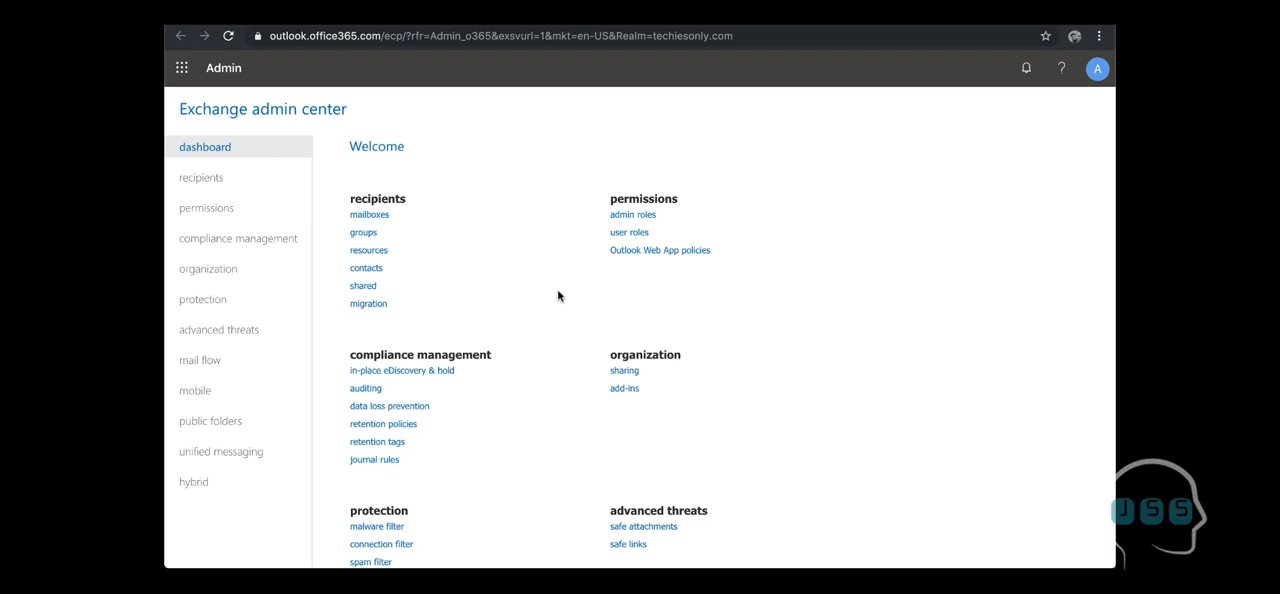 outlook.office365.com/ecp/?rfr=Admin_o365&exsvurl=1&mkt=en-US&Realm=techiesonly.com
Admin
?
A
Exchange admin center
dashboard
recipients
permissions
compliance management
organization
protection
advanced threats
mail flow
mobile
public folders
unified messaging
hybrid
Welcome
recipients
mailboxes
groups
resources
contacts
shared
migration
permissions
admin roles
user roles
Outlook Web App policies
compliance management
in-place eDiscovery & hold
auditing
data loss prevention
retention policies
retention tags
journal rules
organization
sharing
add-ins
protection
malware filter
connection filter
spam filter
advanced threats
safe attachments
safe links
JSS